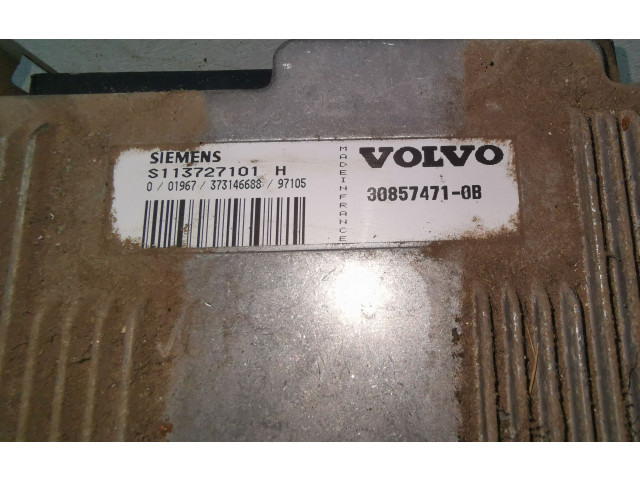 SIEMENS
S113727101 H
0 / 01967 / 373146688 / 97105
MADE IN FRANCE
VOLVO
30857471-0B